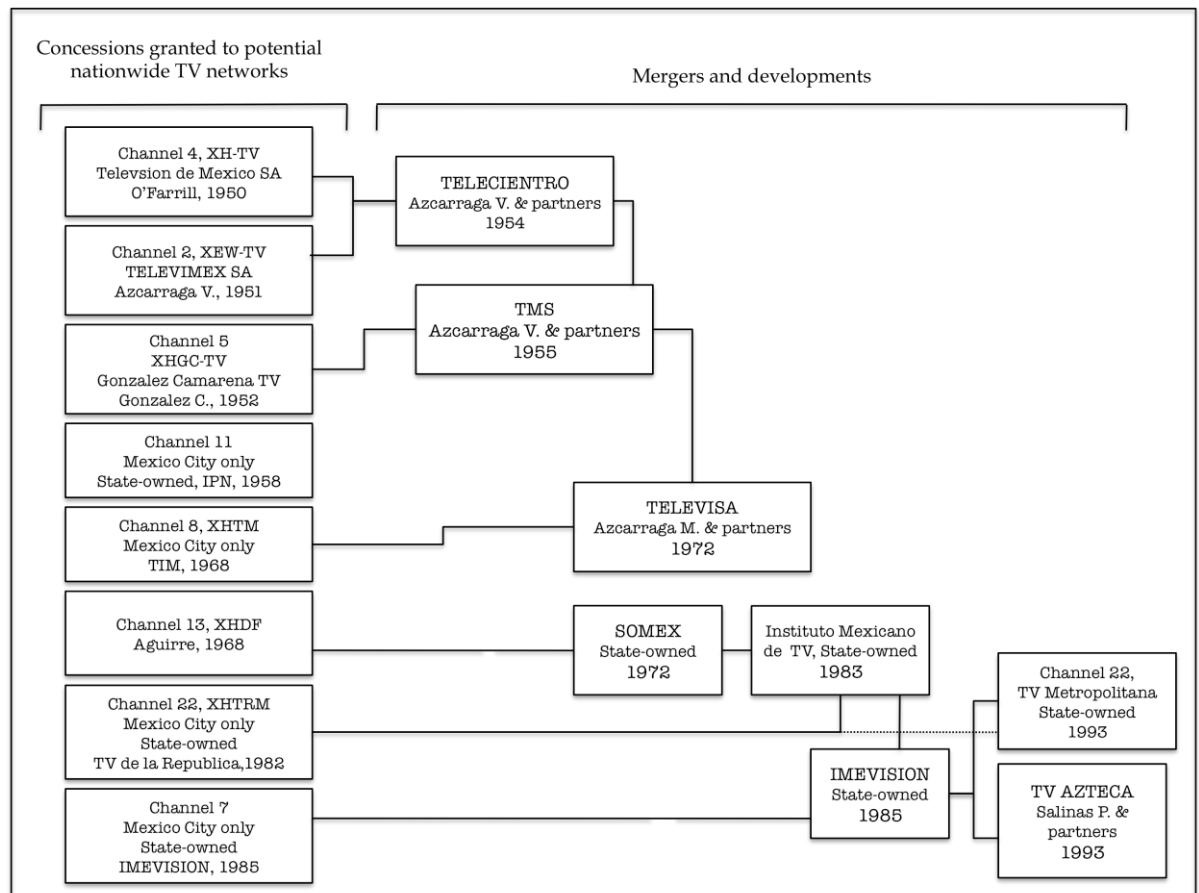 Concessions granted to potential
nationwide TV networks
Mergers and developments
Channel 4, XH-TV
Televsion de Mexico SA
O'Farrill, 1950
Channel 2, XEW-TV
TELEVIMEX SA
Azcarraga V., 1951
Channel 5
XHGC-TV
Gonzalez Camarena TV
Gonzalez C., 1952
Channel 11
Mexico City only
State-owned, IPN, 1958
Channel 8, XHTM
Mexico City only
TIM, 1968
Channel 13, XHDF
Aguirre, 1968
Channel 22, XHTRM
Mexico City only
State-owned
TV de la Republica,1982
Channel 7
Mexico City only
State-owned
IMEVISION, 1985
TELECIENTRO
Azcarraga V. & partners
1954
TMS
Azcarraga V. & partners
1955
TELEVISA
Azcarraga M. & partners
1972
SOMEX
State-owned
1972
Instituto Mexicano
de TV, State-owned
1983
IMEVISION
State-owned
1985
Channel 22,
TV Metropolitana
State-owned
1993
TV AZTECA
Salinas P. &
partners
1993